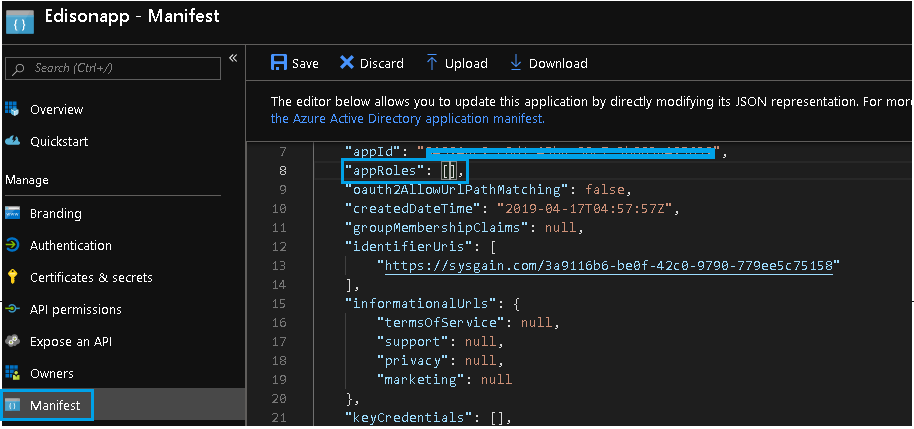 Edisonapp - Manifest
Search (Ctrl+/)
«
Overview
Quickstart
Manage
Branding
Authentication
Certificates & secrets
API permissions
Expose an API
Owners
Manifest
Save
Discard
Upload
Download
The editor below allows you to update this application by directly modifying its JSON representation. For more
the Azure Active Directory application manifest.
7 "appId": "",
8 "appRoles": [],
9 "oauth2AllowUrlPathMatching": false,
10 "createdDateTime": "2019-04-17T04:57:57Z",
11 "groupMembershipClaims": null,
12 "identifierUris": [
13 "https://sysgain.com/3a9116b6-be0f-42c0-9790-779ee5c75158"
14 ],
15 "informationalUrls": {
16 "termsOfService": null,
17 "support": null,
18 "privacy": null,
19 "marketing": null
20 },
21 "keyCredentials": [],